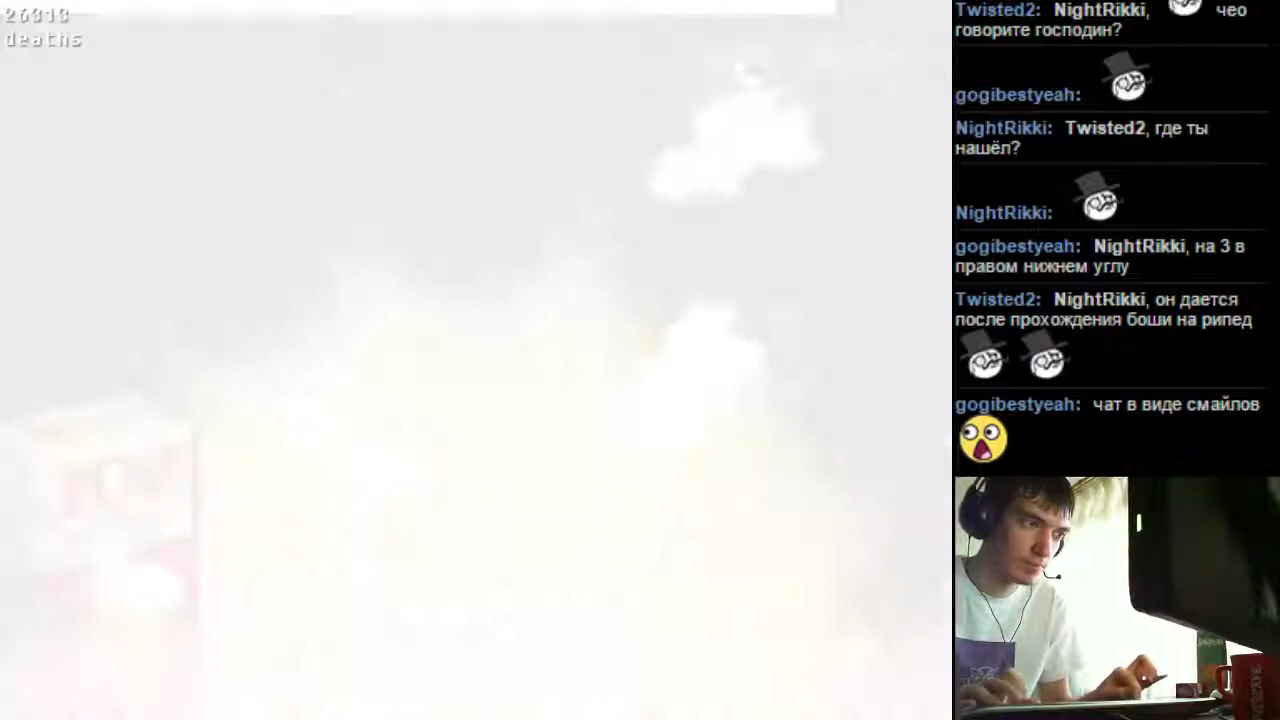 26313
deaths
Twisted2: NightRikki, чео
говорите господин?
gogibestyeah:
NightRikki: Twisted2, где ты
нашёл?
NightRikki:
gogibestyeah: NightRikki, на 3 в
правом нижнем углу
Twisted2: NightRikki, он дается
после прохождения боши на рипед
gogibestyeah: чат в виде смайлов